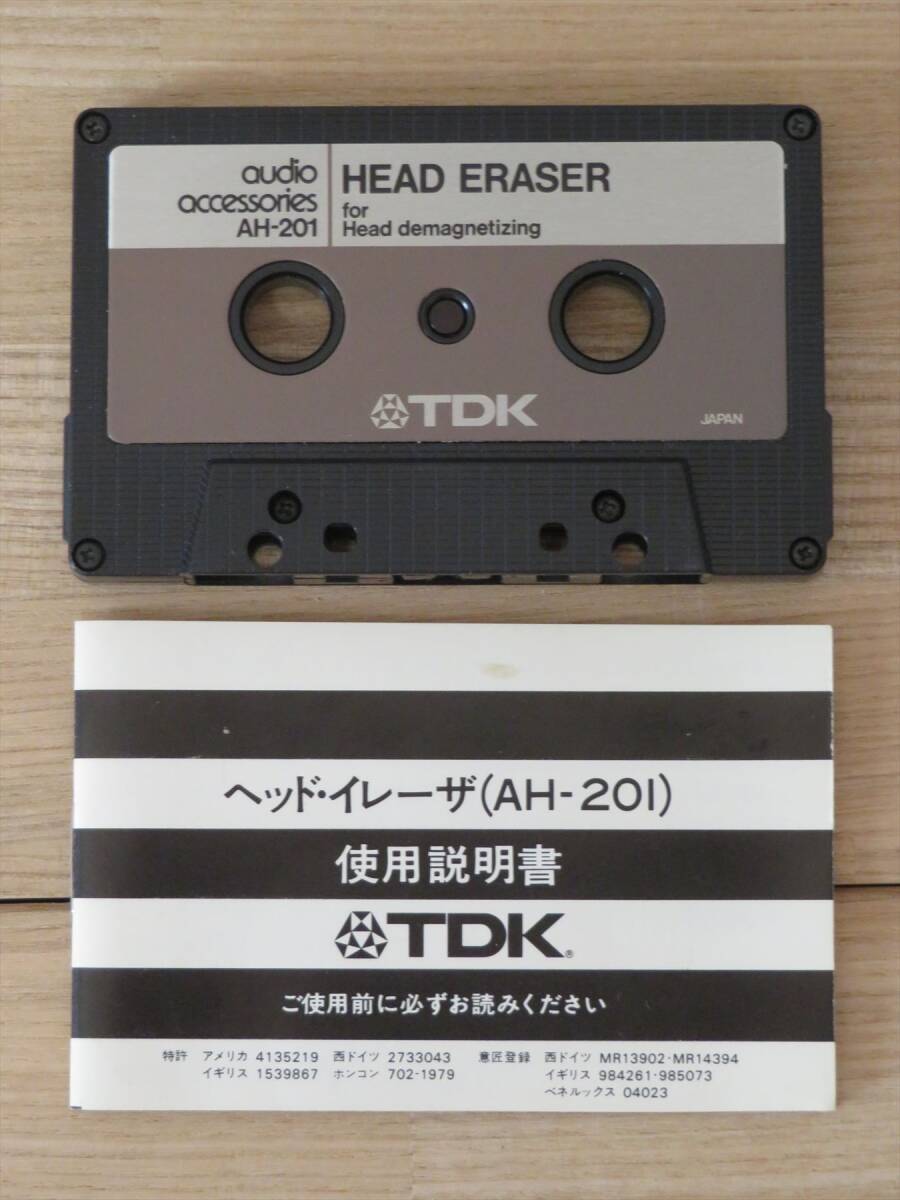 audio
accessories
AH-201
HEAD ERASER
for
Head demagnetizing
TDK
JAPAN
ヘッド・イレーザ(AH-201)
使用説明書
TDK®
ご使用前に必ずお読みください
特許 アメリカ 4135219 西ドイツ 2733043 意匠登録 西ドイツ MR13902・MR14394
イギリス 1539867 ホンコン 702-1979 イギリス 984261・985073
ベネルックス 04023